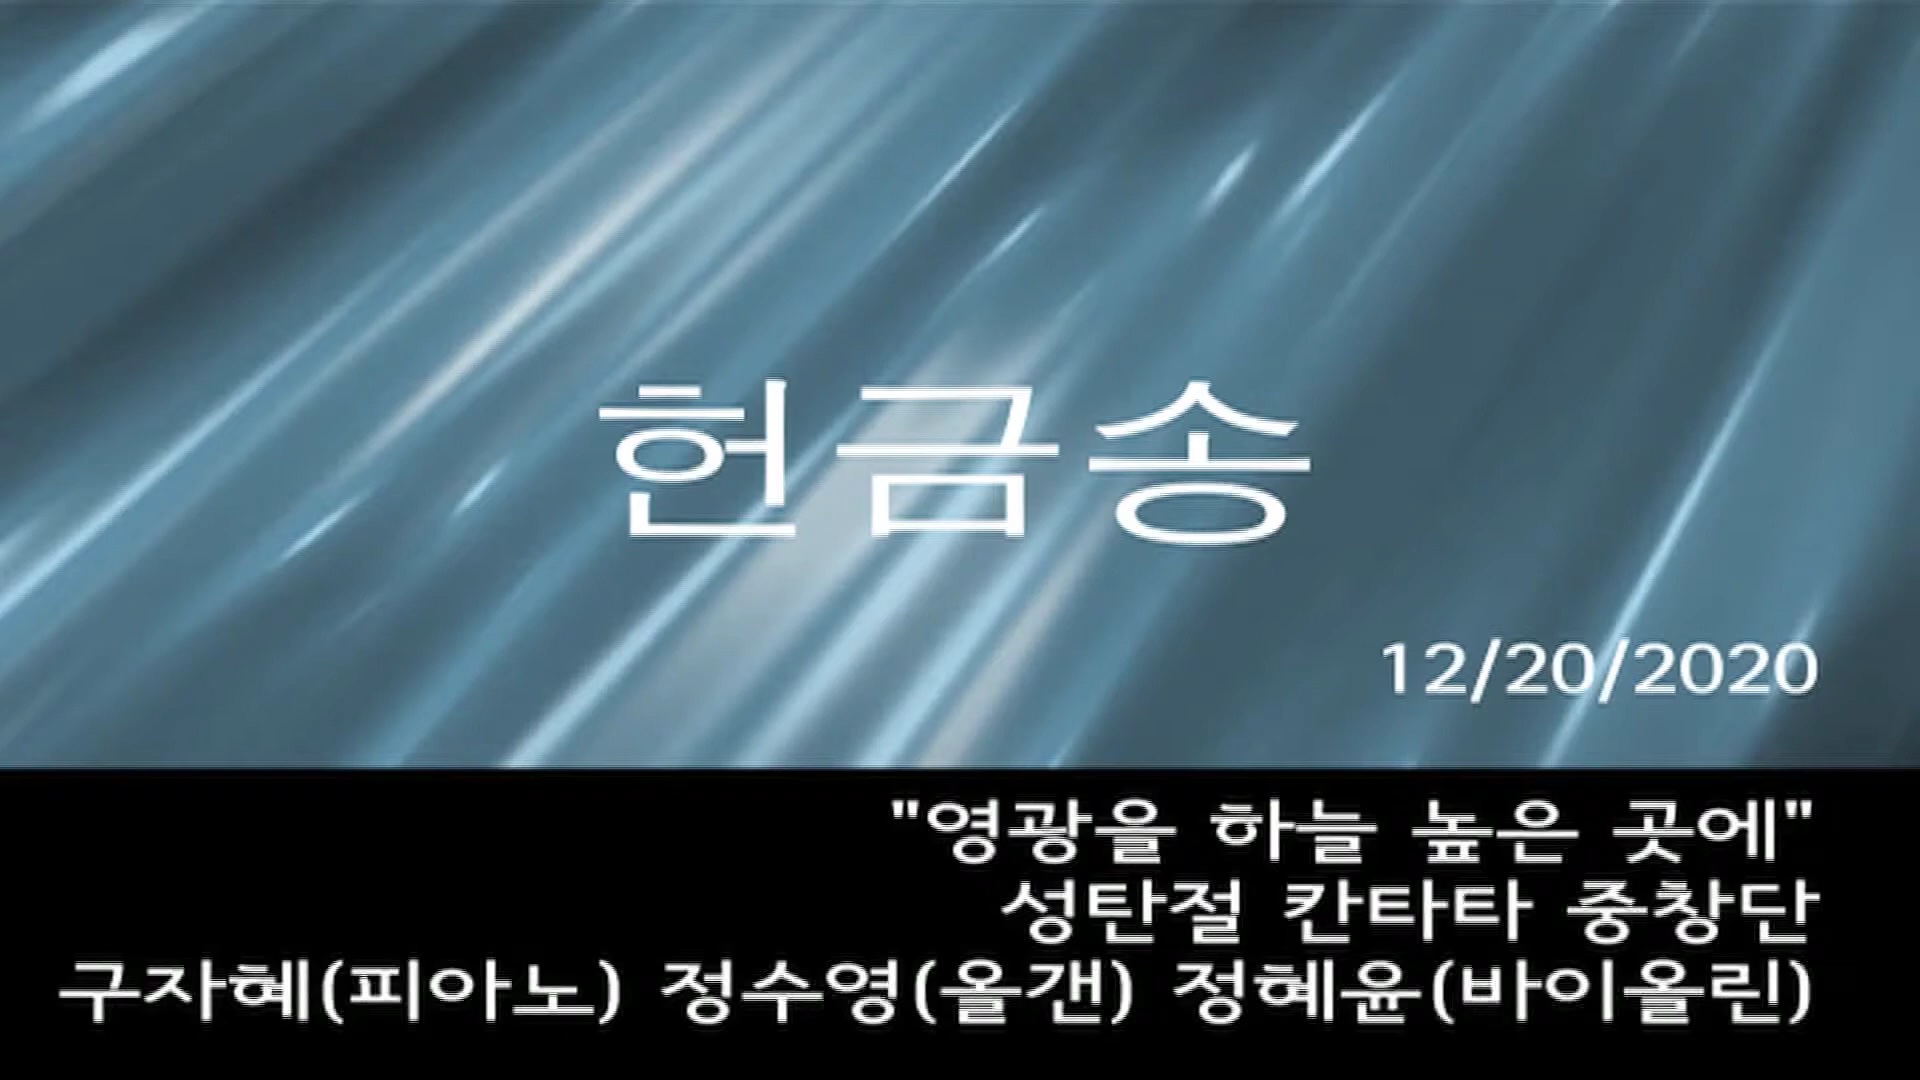 헌금송
12/20/2020
"영광을 하늘 높은 곳에"
성탄절 칸타타 중창단
구자혜(피아노) 정수영(올갠) 정혜윤(바이올린)